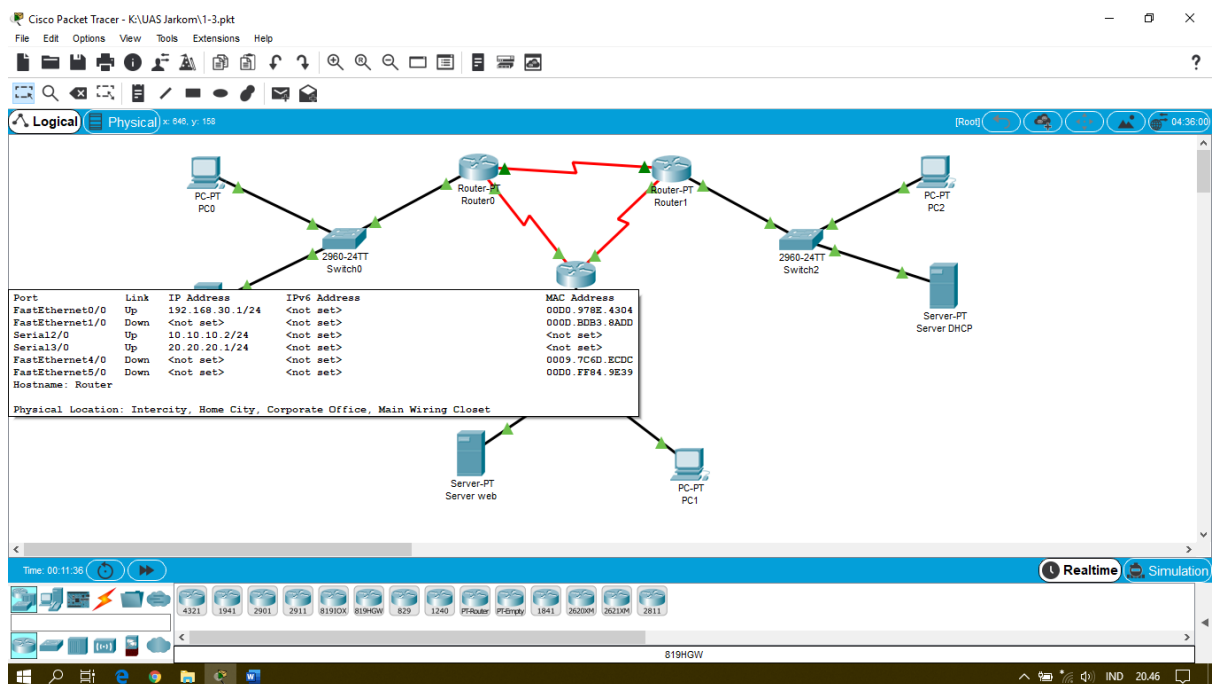 Cisco Packet Tracer - K:\UAS Jarkom\1-3.pkt
File Edit Options View Tools Extensions Help
?
Logical Physical x: 646, y: 158 [Root] 04:36:00
PC-PT
PC0
Router-PT
Router0
Router-PT
Router1
PC-PT
PC2
2960-24TT
Switch0
2960-24TT
Switch2
Server-PT
Server DHCP
Port Link IP Address IPv6 Address MAC Address
FastEthernet0/0 Up 192.168.30.1/24 <not set> 00D0.978E.4304
FastEthernet1/0 Down <not set> <not set> 000D.BDB3.8ADD
Serial2/0 Up 10.10.10.2/24 <not set> <not set>
Serial3/0 Up 20.20.20.1/24 <not set> <not set>
FastEthernet4/0 Down <not set> <not set> 0009.7C6D.ECDC
FastEthernet5/0 Down <not set> <not set> 00D0.FF84.9E39
Hostname: Router
Physical Location: Intercity, Home City, Corporate Office, Main Wiring Closet
Server-PT
Server web
PC-PT
PC1
Time: 00:11:36 Realtime Simulation
4321 1941 2901 2911 819IOX 819HGW 829 1240 PT-Router PT-Empty 1841 2620XM 2621XM 2811
819HGW
IND 20.46